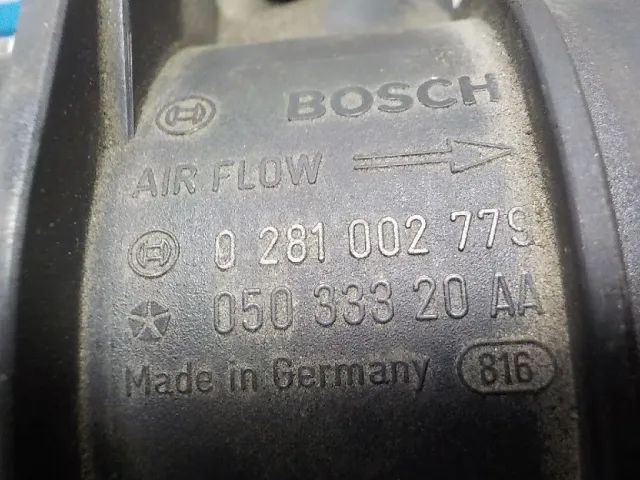 BOSCH
AIR FLOW
0 281 002 779
050 333 20 AA
Made in Germany 816